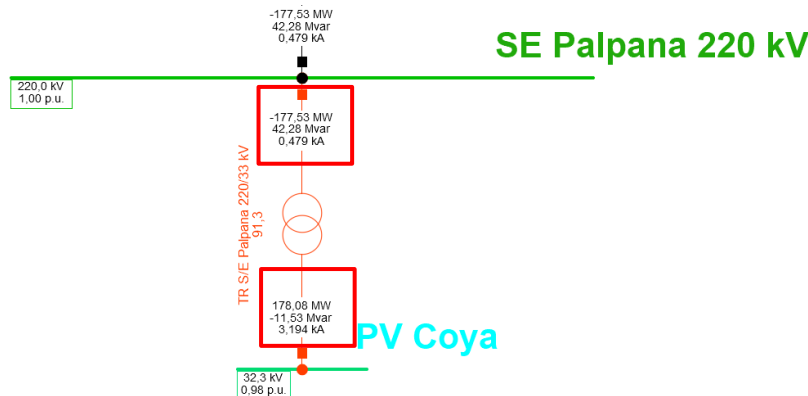 -177,53 MW
42,28 Mvar
0,479 kA
SE Palpana 220 kV
220,0 kV
1,00 p.u.
-177,53 MW
42,28 Mvar
0,479 kA
TR S/E Palpana 220/33 kV
91,3
178,08 MW
-11,53 Mvar
3,194 kA
PV Coya
32,3 kV
0,98 p.u.